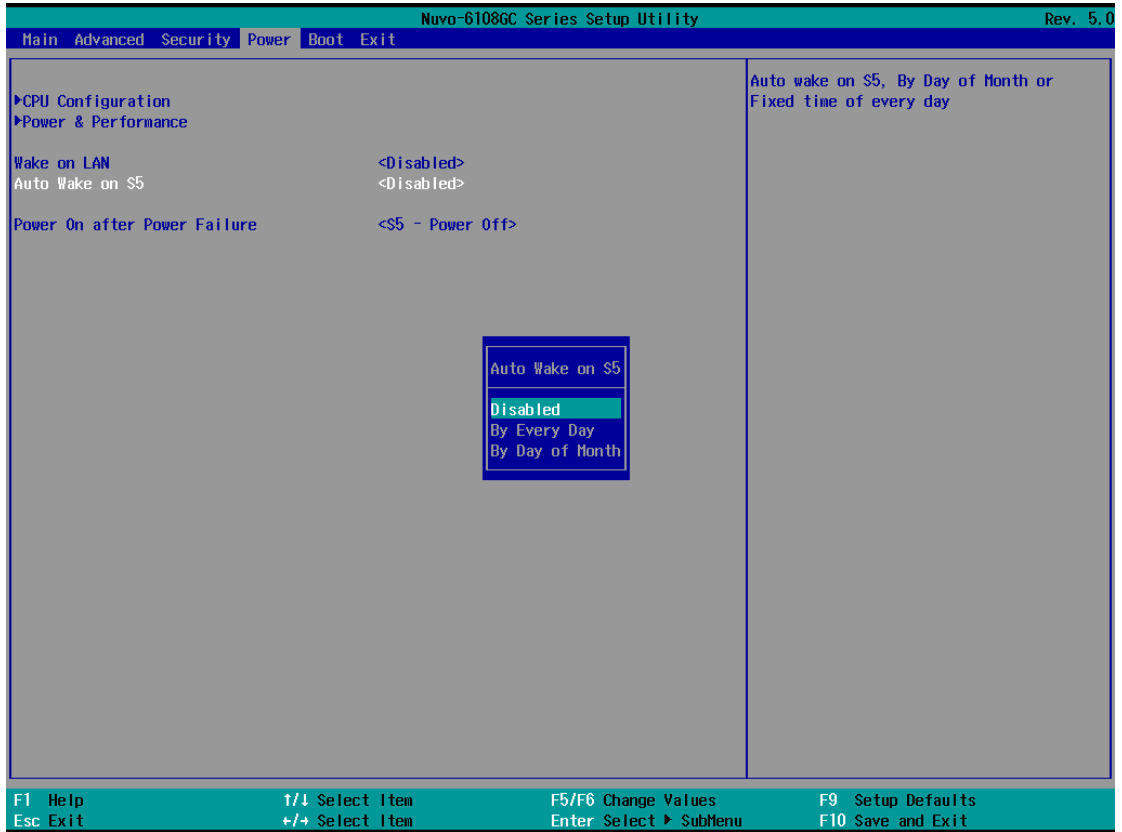 Nuvo-6108GC Series Setup Utility Rev. 5.0
Main Advanced Security Power Boot Exit
Auto wake on S5, By Day of Month or
Fixed time of every day
▶CPU Configuration
▶Power & Performance
Wake on LAN <Disabled>
Auto Wake on S5 <Disabled>
Power On after Power Failure <S5 - Power Off>
Auto Wake on S5
Disabled
By Every Day
By Day of Month
F1 Help ↑/↓ Select Item F5/F6 Change Values F9 Setup Defaults
Esc Exit ←/→ Select Item Enter Select ▶ SubMenu F10 Save and Exit